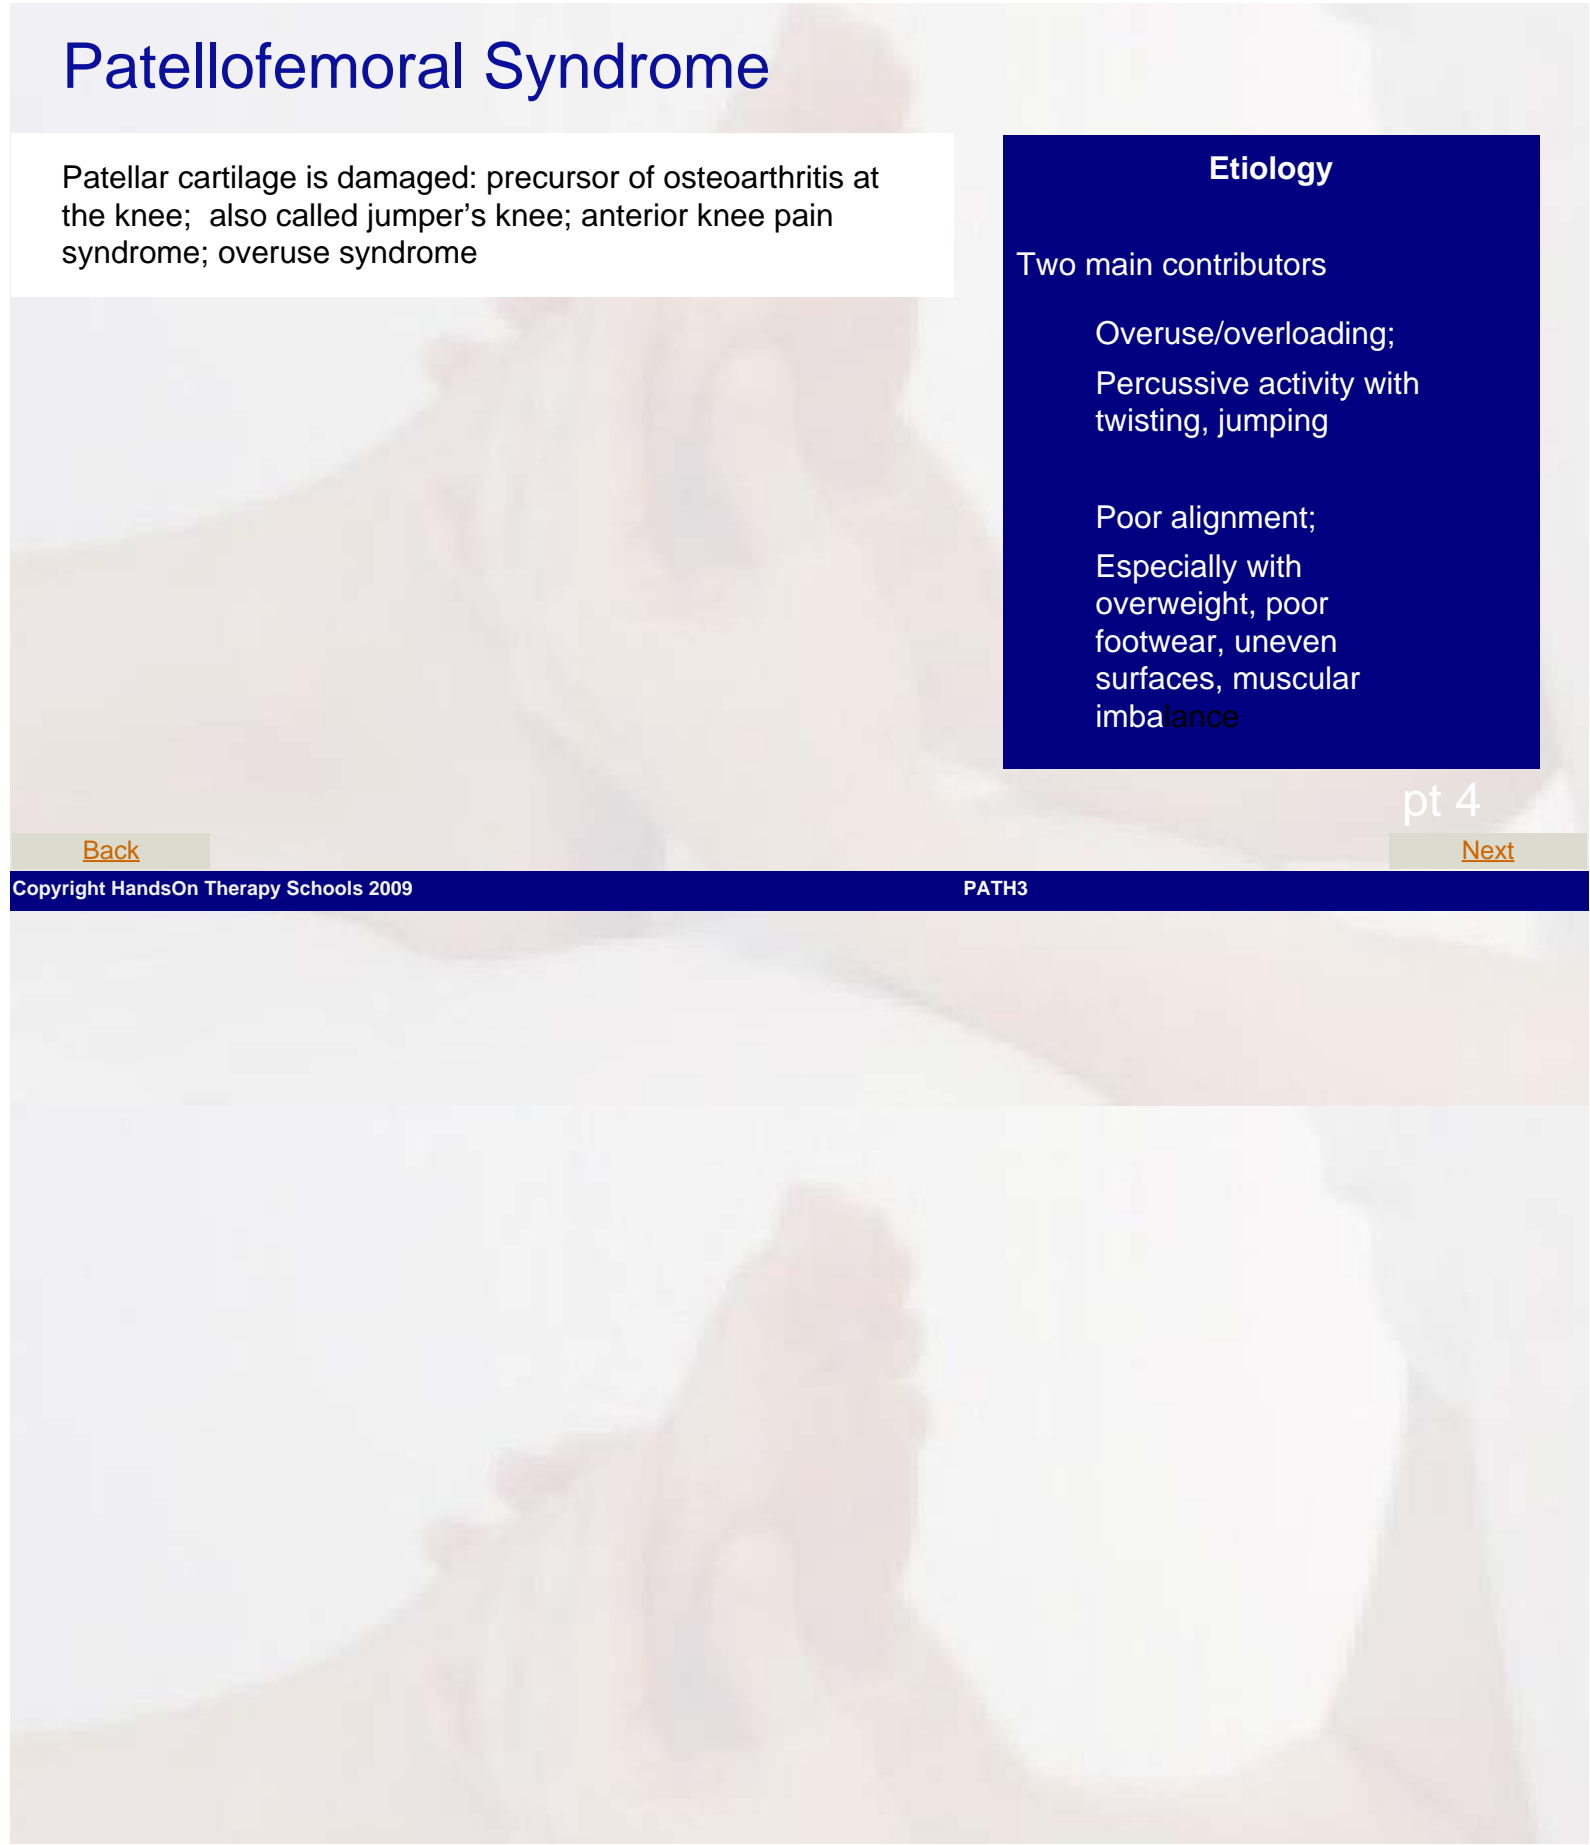 Patellofemoral Syndrome
Patellar cartilage is damaged: precursor of osteoarthritis at
the knee;  also called jumper’s knee; anterior knee pain
syndrome; overuse syndrome
Etiology
Two main contributors
Overuse/overloading;
Percussive activity with
twisting, jumping
Poor alignment;
Especially with
overweight, poor
footwear, uneven
surfaces, muscular
imbalance
pt 4
Back
Next
Copyright HandsOn Therapy Schools 2009
PATH3